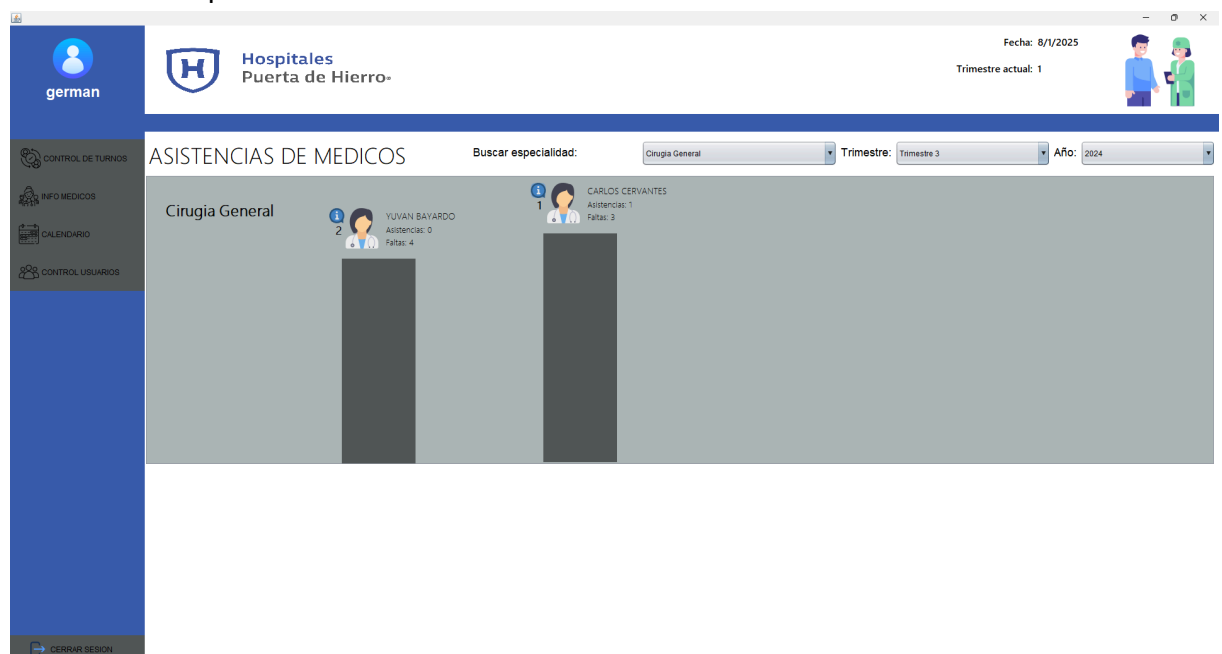 german
Hospitales
Puerta de Hierro
Fecha: 8/1/2025
Trimestre actual: 1
CONTROL DE TURNOS
INFO MEDICOS
CALENDARIO
CONTROL USUARIOS
CERRAR SESION
ASISTENCIAS DE MEDICOS
Buscar especialidad: Cirugia General Trimestre: Trimestre 3 Año: 2024
Cirugia General
2
YUVAN BAYARDO
Asistencias: 0
Faltas: 4
1
CARLOS CERVANTES
Asistencias: 1
Faltas: 3